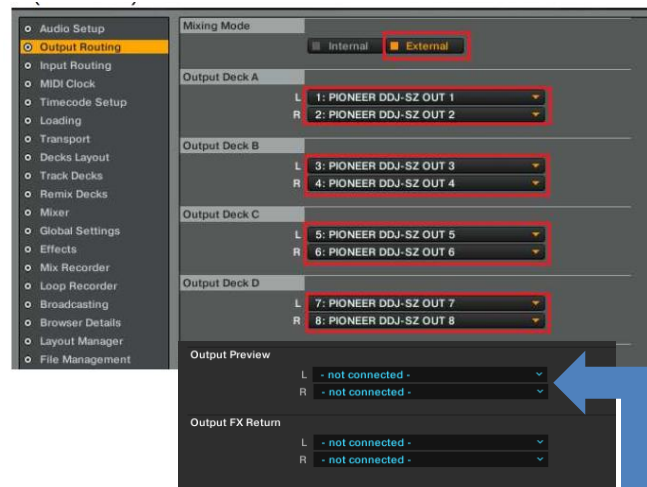 Audio Setup
Output Routing
Input Routing
MIDI Clock
Timecode Setup
Loading
Transport
Decks Layout
Track Decks
Remix Decks
Mixer
Global Settings
Effects
Mix Recorder
Loop Recorder
Broadcasting
Browser Details
Layout Manager
File Management
Mixing Mode
Internal External
Output Deck A
L 1: PIONEER DDJ-SZ OUT 1
R 2: PIONEER DDJ-SZ OUT 2
Output Deck B
L 3: PIONEER DDJ-SZ OUT 3
R 4: PIONEER DDJ-SZ OUT 4
Output Deck C
L 5: PIONEER DDJ-SZ OUT 5
R 6: PIONEER DDJ-SZ OUT 6
Output Deck D
L 7: PIONEER DDJ-SZ OUT 7
R 8: PIONEER DDJ-SZ OUT 8
Output Preview
L - not connected -
R - not connected -
Output FX Return
L - not connected -
R - not connected -